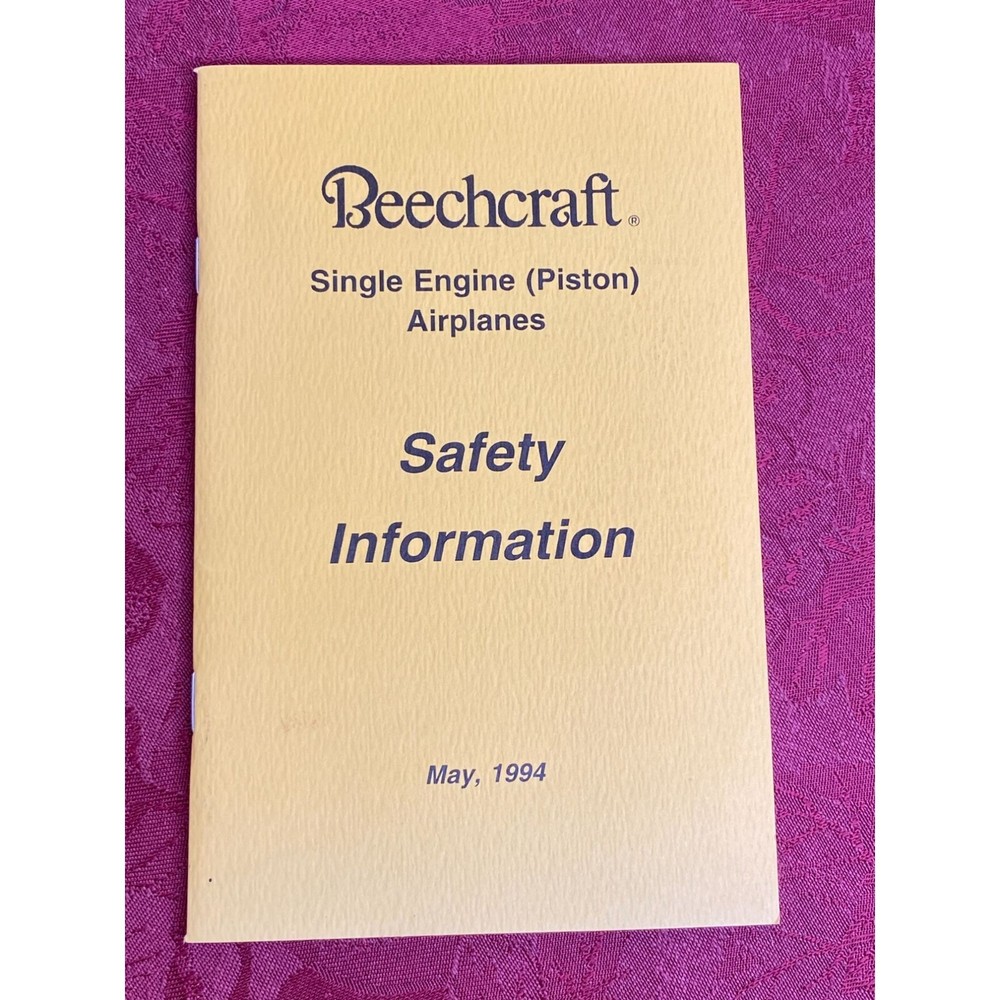 Beechcraft®
Single Engine (Piston)
Airplanes
Safety
Information
May, 1994